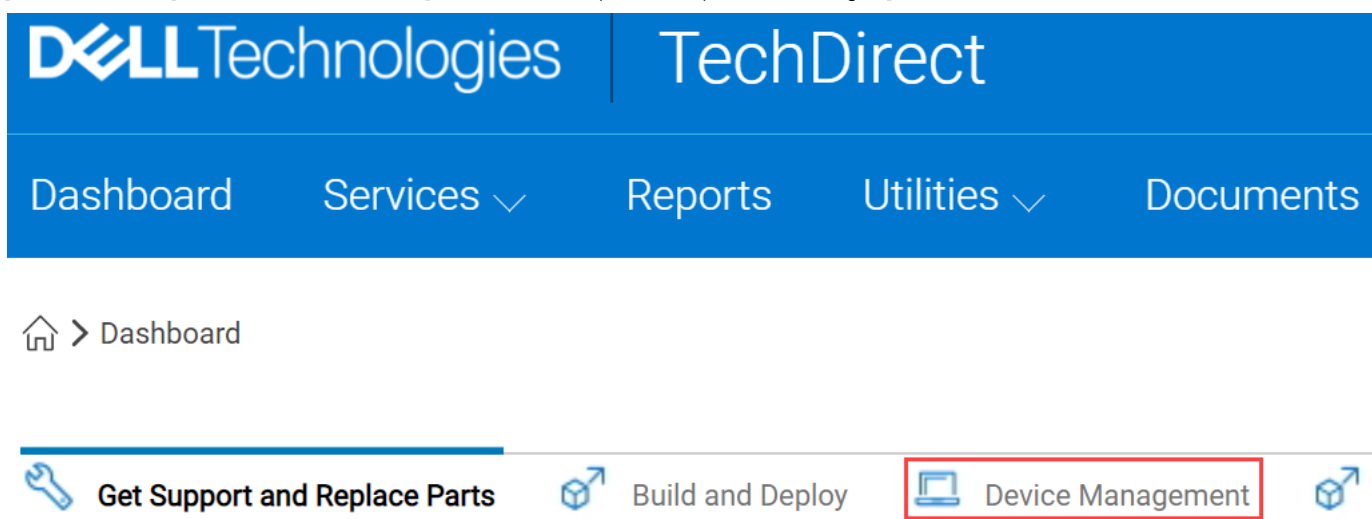 DELLTechnologies TechDirect
Dashboard Services Reports Utilities Documents
Dashboard
Get Support and Replace Parts Build and Deploy Device Management